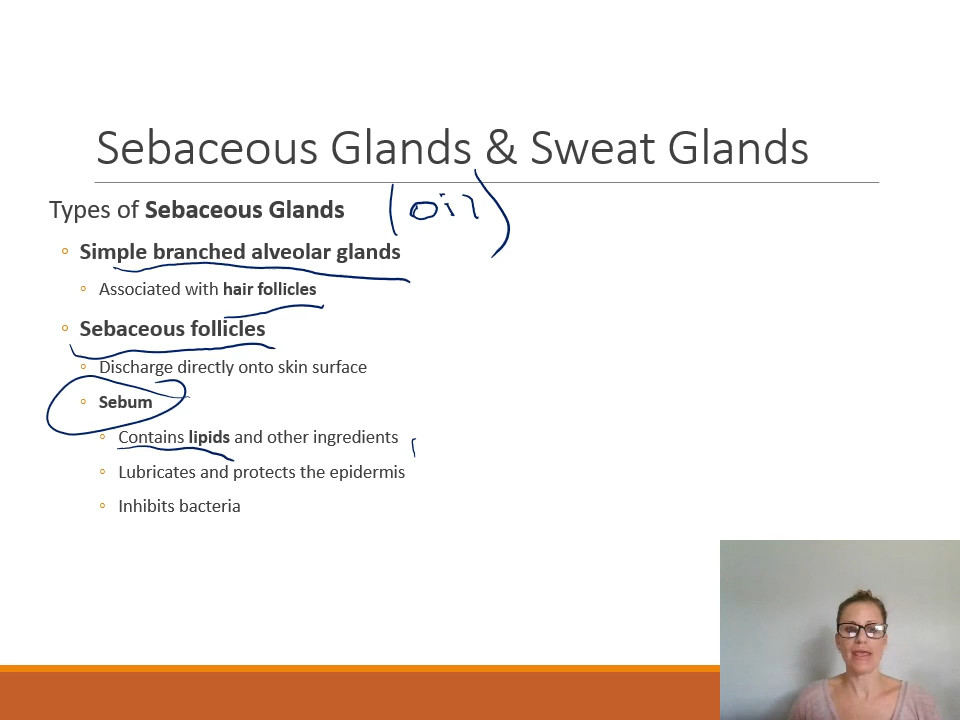 Sebaceous Glands & Sweat Glands
Types of Sebaceous Glands (oil)
Simple branched alveolar glands
Associated with hair follicles
Sebaceous follicles
Discharge directly onto skin surface
Sebum
Contains lipids and other ingredients
Lubricates and protects the epidermis
Inhibits bacteria